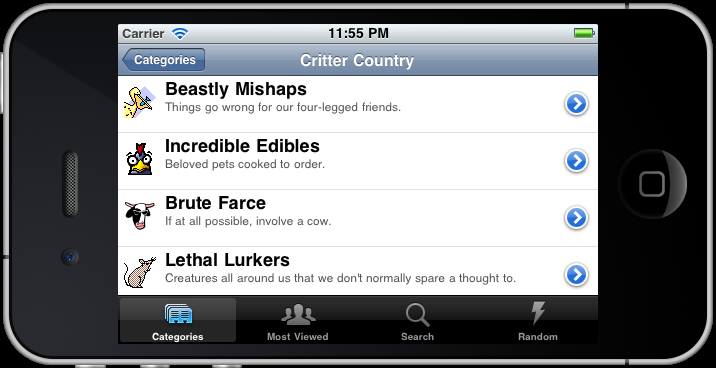 Carrier 11:55 PM
Categories Critter Country
Beastly Mishaps
Things go wrong for our four-legged friends.
Incredible Edibles
Beloved pets cooked to order.
Brute Farce
If at all possible, involve a cow.
Lethal Lurkers
Creatures all around us that we don't normally spare a thought to.
Categories Most Viewed Search Random